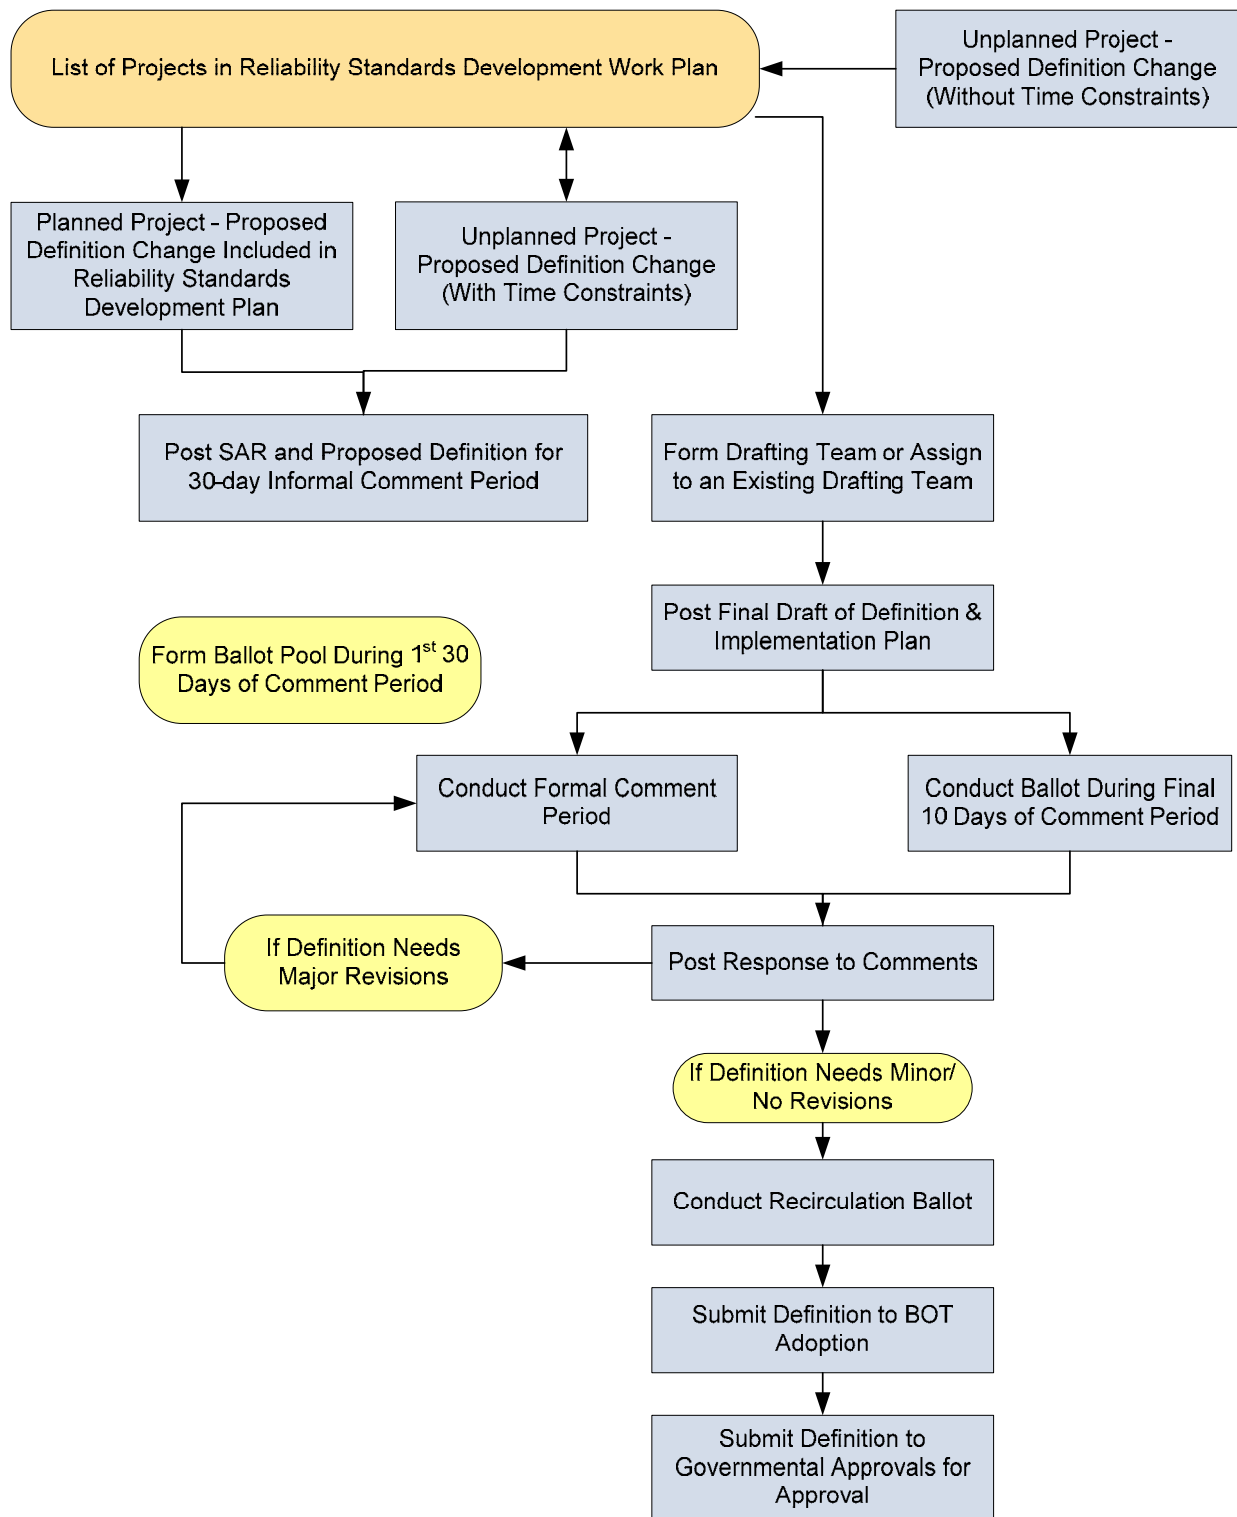 List of Projects in Reliability Standards Development Work Plan
Unplanned Project -
Proposed Definition Change
(Without Time Constraints)
Planned Project - Proposed
Definition Change Included in
Reliability Standards
Development Plan
Unplanned Project -
Proposed Definition Change
(With Time Constraints)
Post SAR and Proposed Definition for
30-day Informal Comment Period
Form Drafting Team or Assign
to an Existing Drafting Team
Post Final Draft of Definition &
Implementation Plan
Form Ballot Pool During 1st 30
Days of Comment Period
Conduct Formal Comment
Period
Conduct Ballot During Final
10 Days of Comment Period
If Definition Needs
Major Revisions
Post Response to Comments
If Definition Needs Minor/
No Revisions
Conduct Recirculation Ballot
Submit Definition to BOT
Adoption
Submit Definition to
Governmental Approvals for
Approval